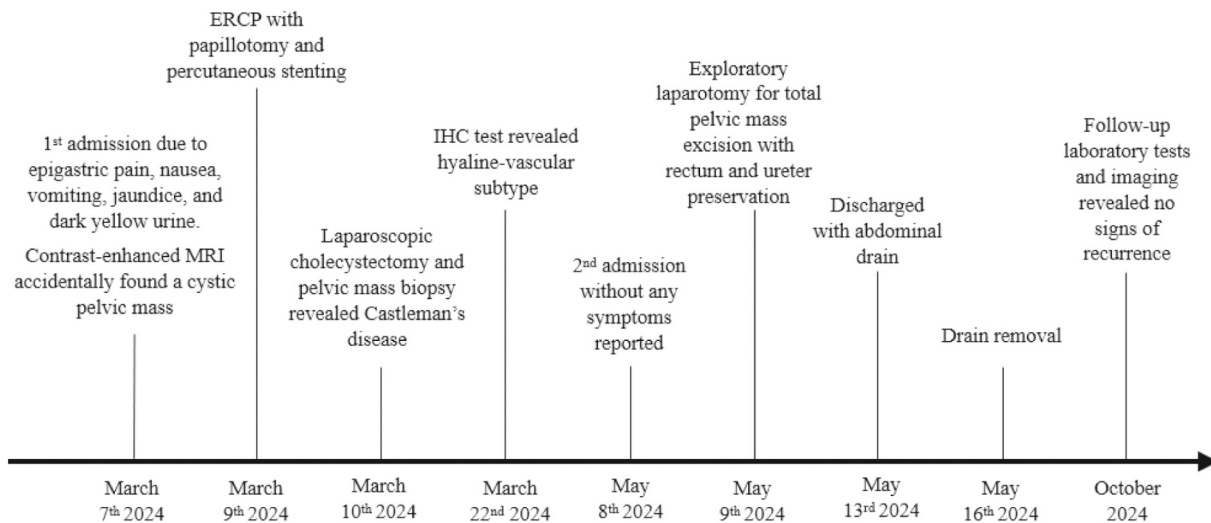 1st admission due to
epigastric pain, nausea,
vomiting, jaundice, and
dark yellow urine.
Contrast-enhanced MRI
accidentally found a cystic
pelvic mass
March
7th 2024
ERCP with
papillotomy and
percutaneous stenting
March
9th 2024
Laparoscopic
cholecystectomy and
pelvic mass biopsy
revealed Castleman’s
disease
March
10th 2024
IHC test revealed
hyaline-vascular
subtype
March
22nd 2024
2nd admission
without any
symptoms
reported
May
8th 2024
Exploratory
laparotomy for total
pelvic mass
excision with
rectum and ureter
preservation
May
9th 2024
Discharged
with abdominal
drain
May
13rd 2024
Drain removal
May
16th 2024
Follow-up
laboratory tests
and imaging
revealed no
signs of
recurrence
October
2024